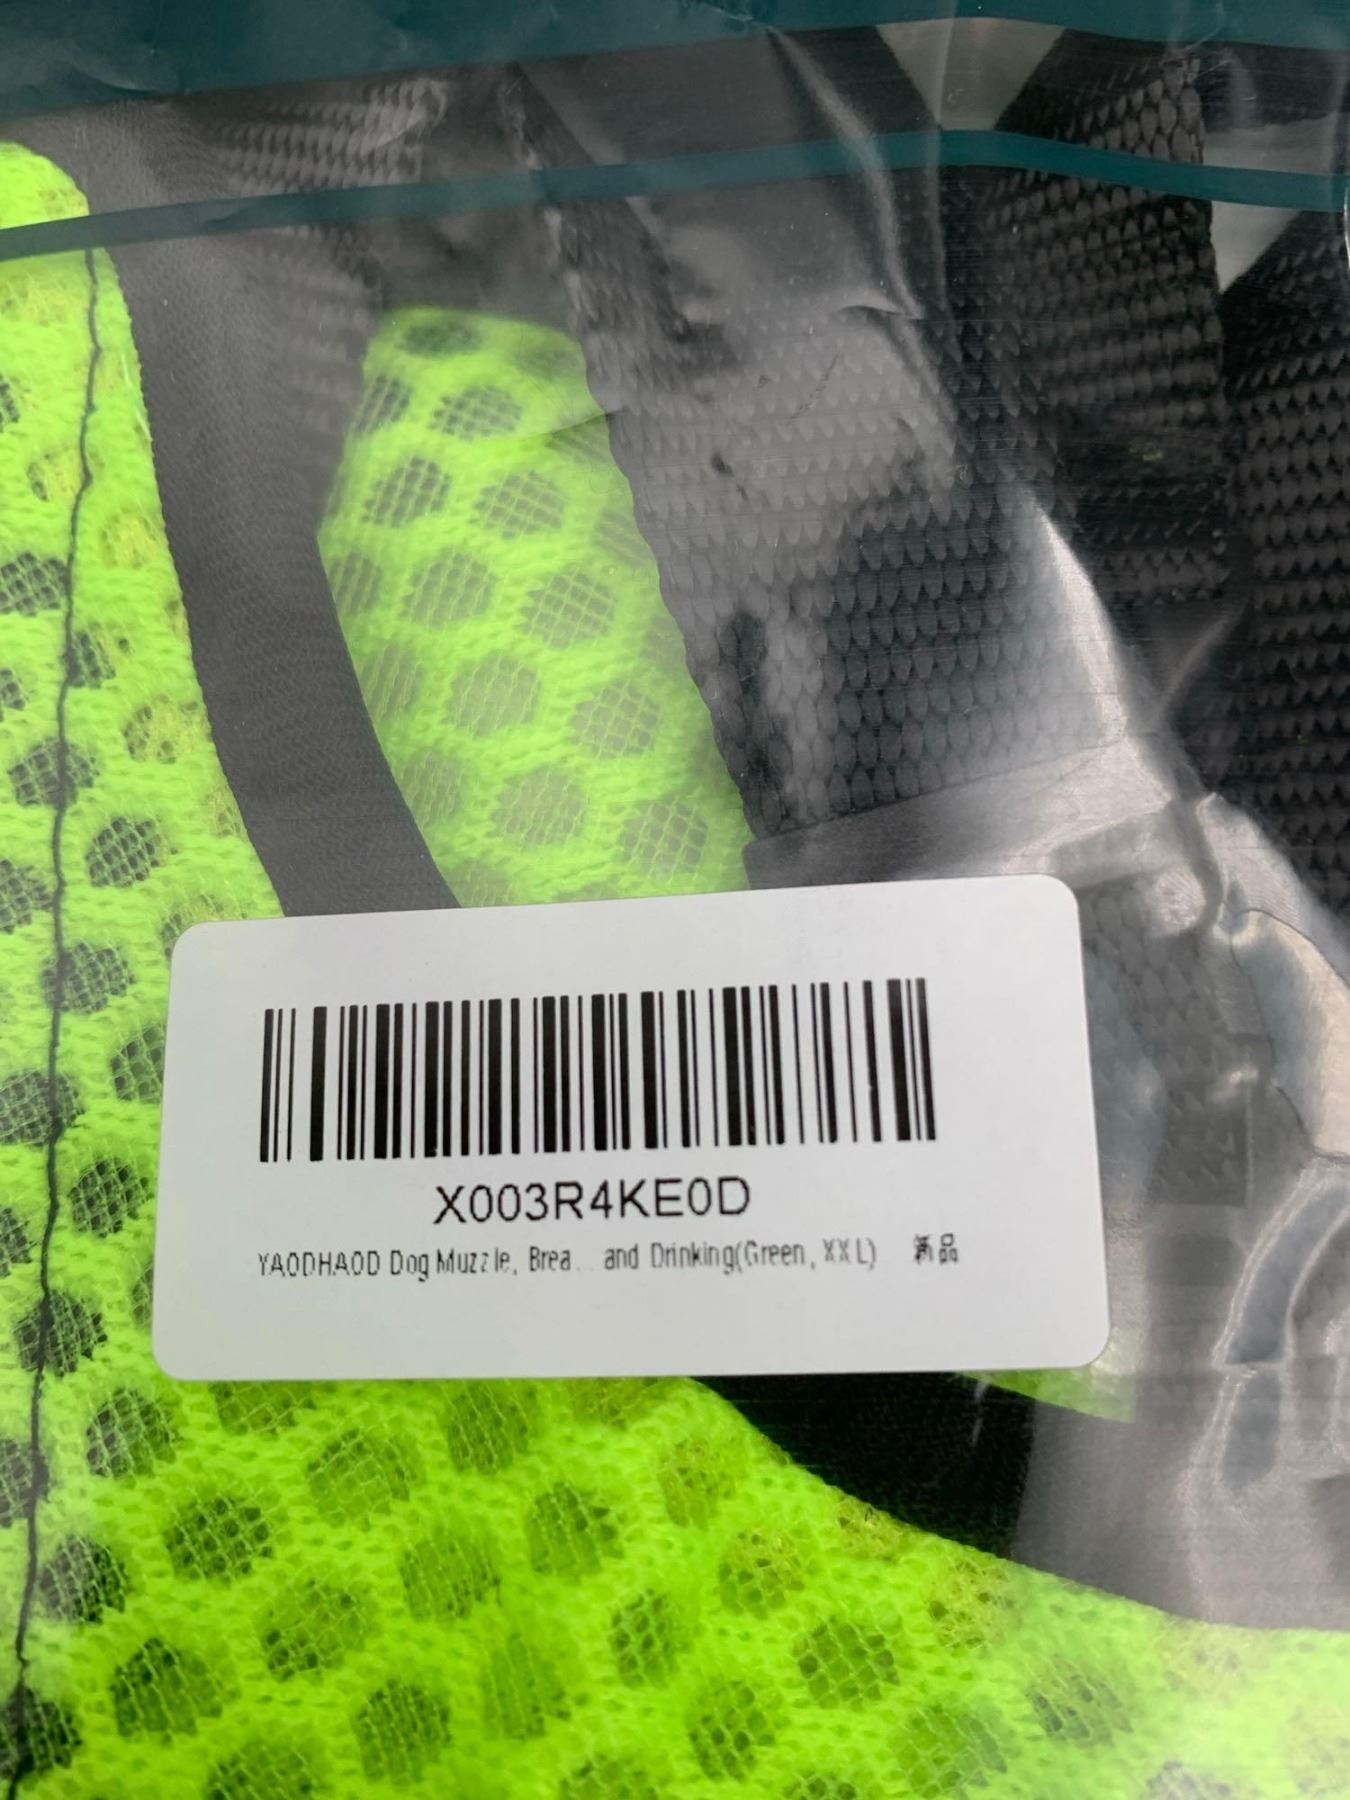 X003R4KE0D
YAODHAOD Dog Muzzle, Brea... and Drinking(Green, XXL) 新品